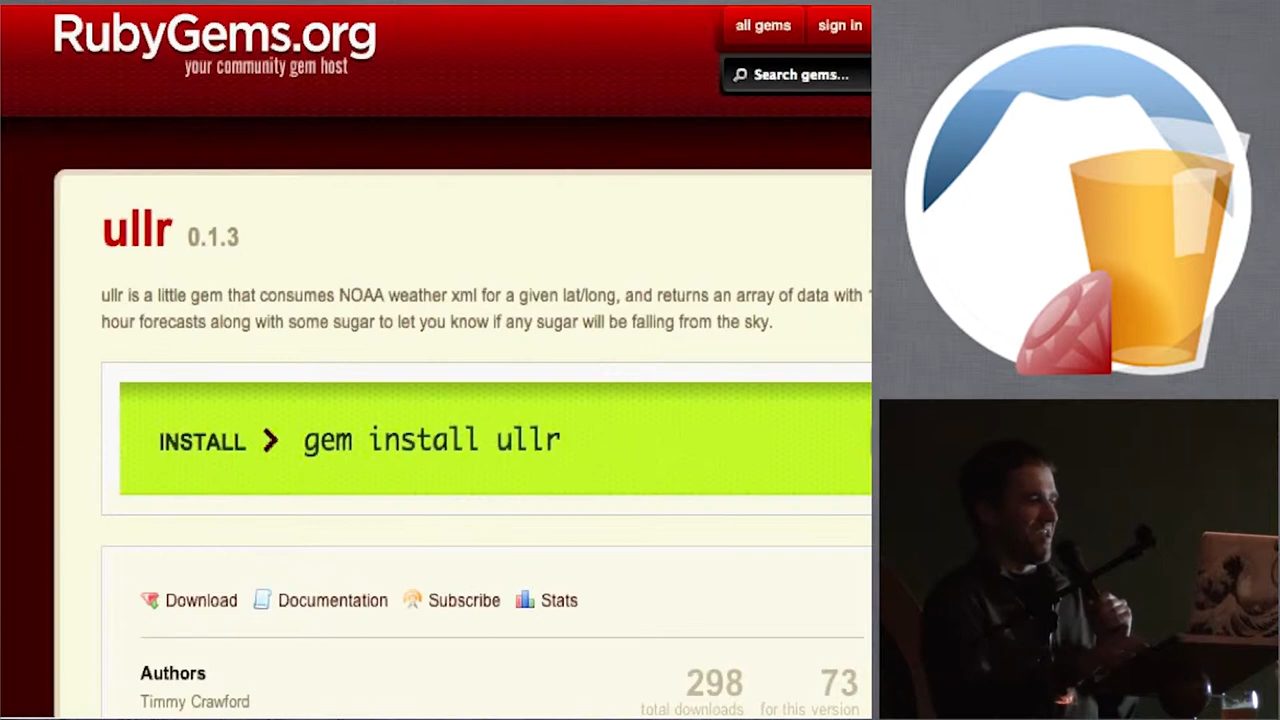 RubyGems.org
your community gem host
all gems
sign in
Search gems...
ullr 0.1.3
ullr is a little gem that consumes NOAA weather xml for a given lat/long, and returns an array of data with
hour forecasts along with some sugar to let you know if any sugar will be falling from the sky.
INSTALL > gem install ullr
Download Documentation Subscribe Stats
Authors
Timmy Crawford
298
total downloads
73
for this version